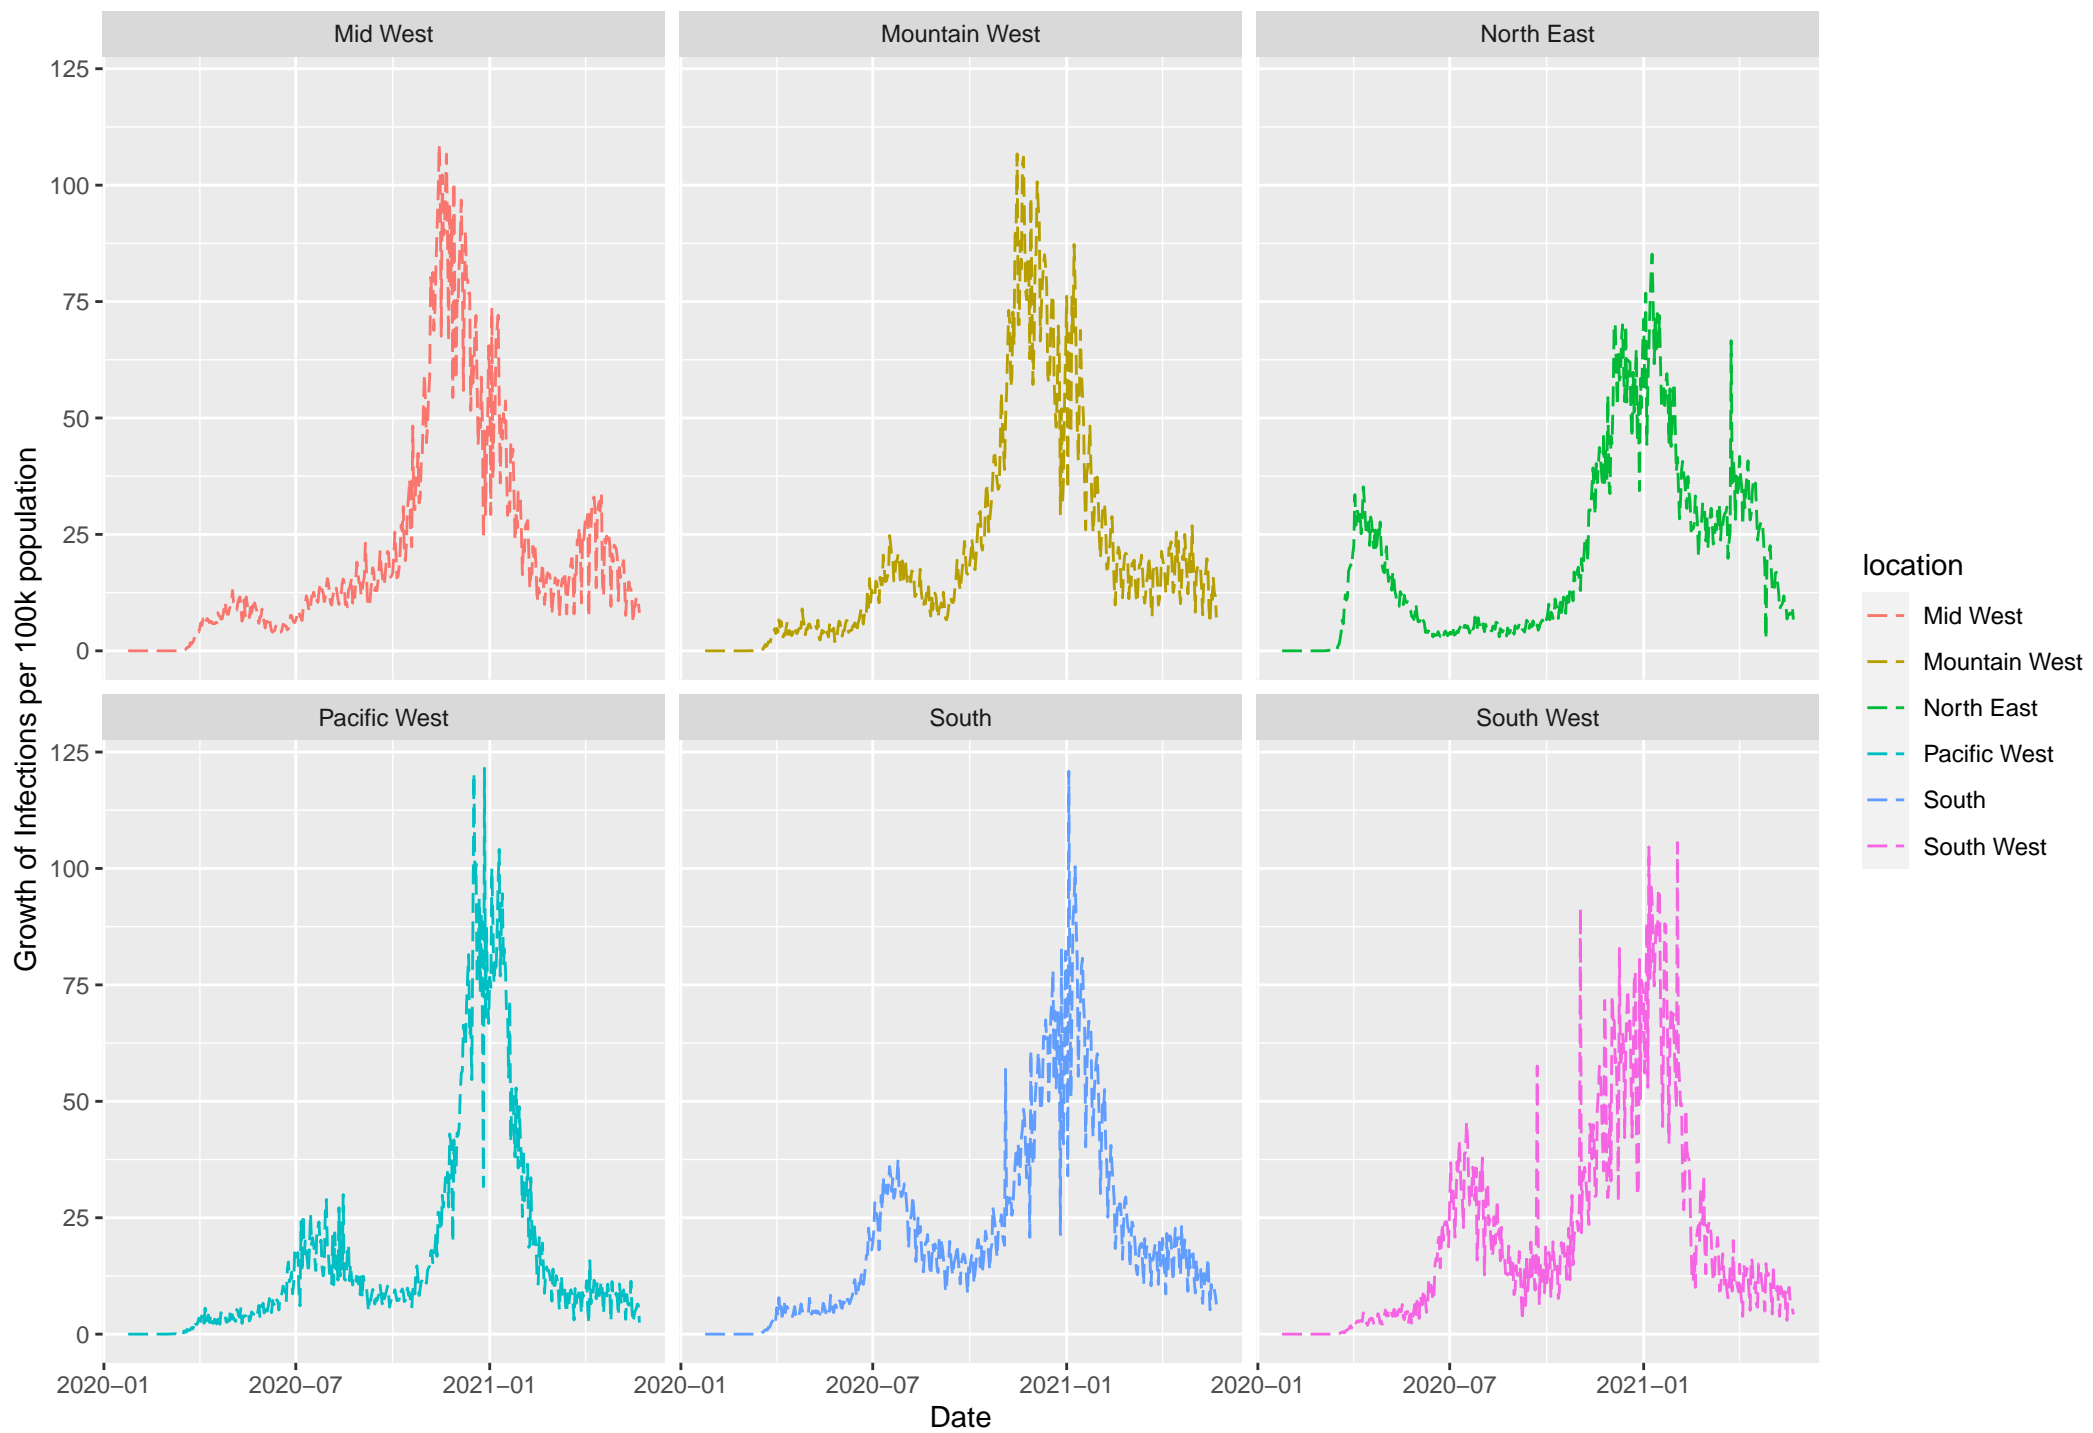 Mid West
Mountain West
North East
125
100
75
50
25
0
Pacific West
South
South West
125
100
75
50
25
0
2020−01
2020−07
2021−01
2020−01
2020−07
2021−01
2020−01
2020−07
2021−01
Date
Growth of Infections per 100k population
location
Mid West
Mountain West
North East
Pacific West
South
South West